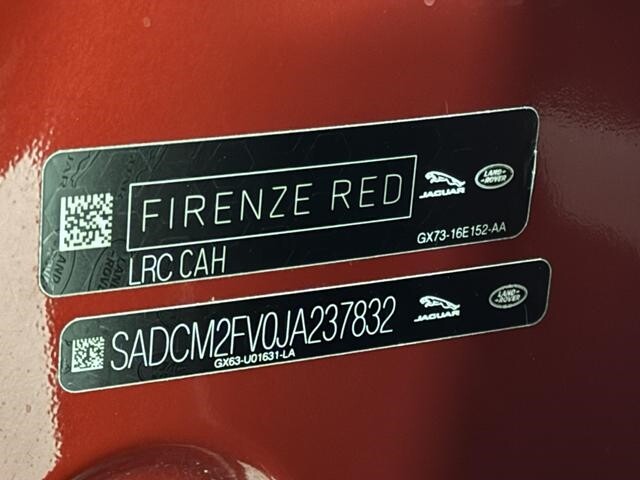 FIRENZE RED
JAGUAR
LAND ROVER
LRC CAH
GX73-16E152-AA
SADCM2FV0JA237832
GX63-U01631-LA
JAGUAR
LAND ROVER